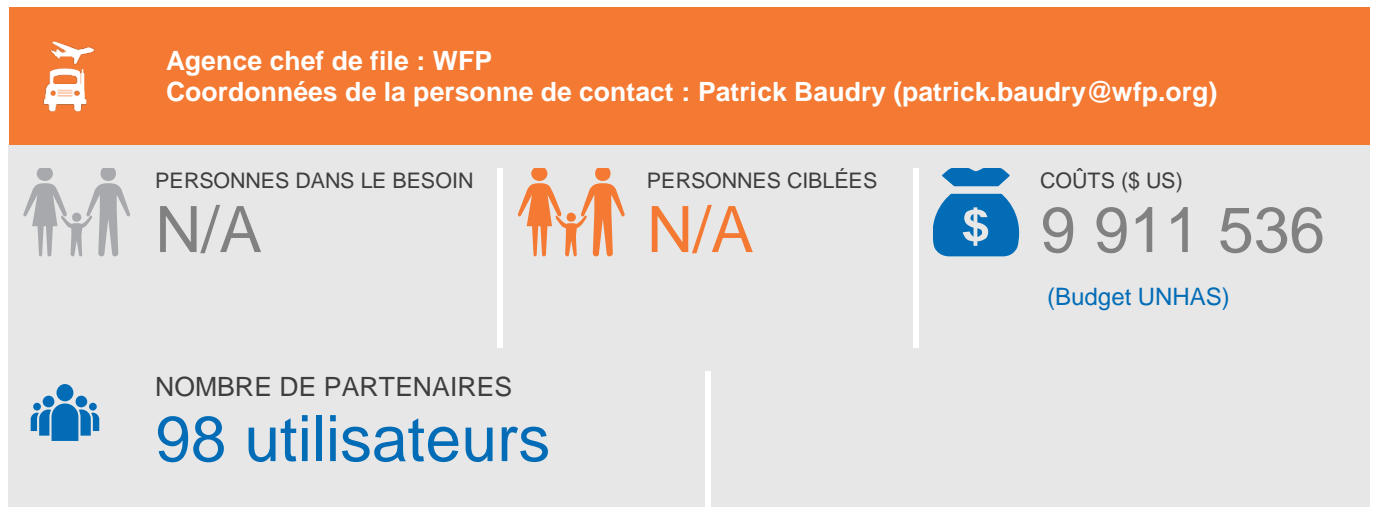 Agence chef de file : WFP
Coordonnées de la personne de contact : Patrick Baudry (patrick.baudry@wfp.org)
PERSONNES DANS LE BESOIN
N/A
PERSONNES CIBLÉES
N/A
$
COÛTS ($ US)
9 911 536
(Budget UNHAS)
NOMBRE DE PARTENAIRES
98 utilisateurs